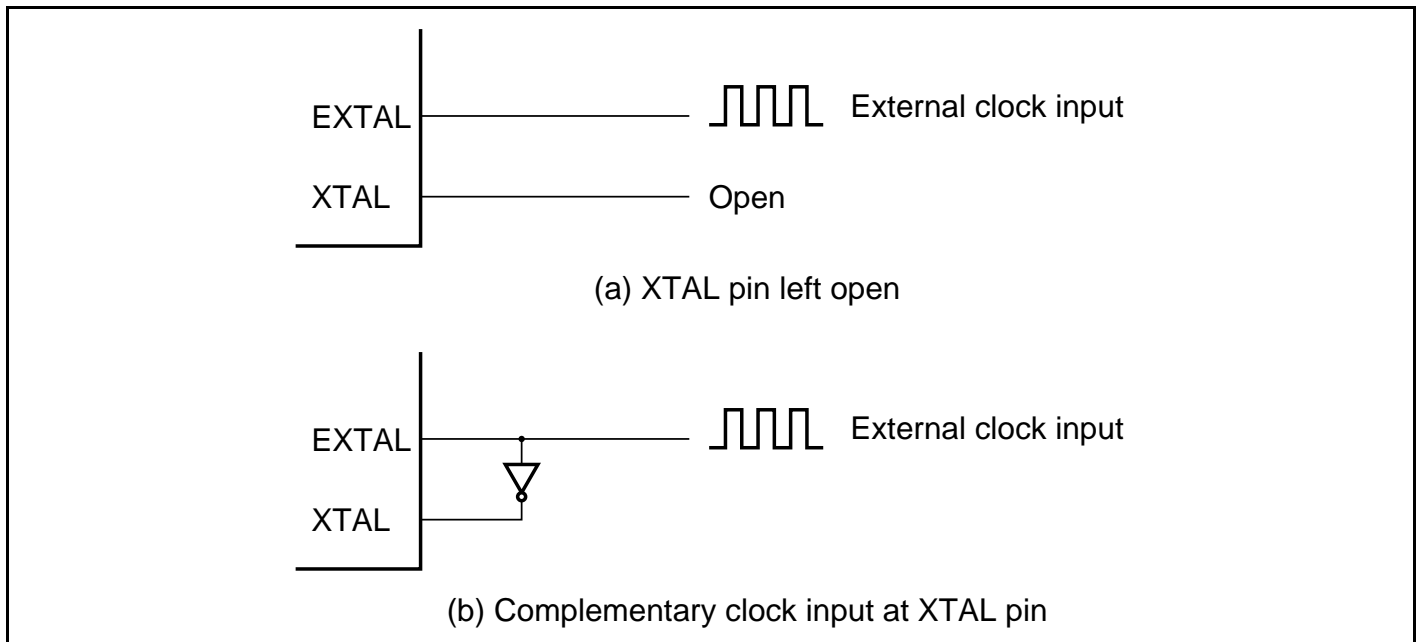 EXTAL
External clock input
XTAL
Open
(a) XTAL pin left open
EXTAL
External clock input
XTAL
(b) Complementary clock input at XTAL pin